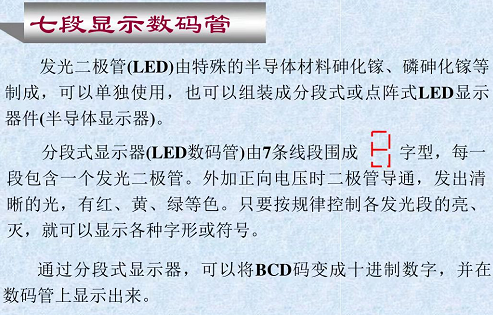 七段显示数码管
发光二极管(LED)由特殊的半导体材料砷化镓、磷砷化镓等
制成，可以单独使用，也可以组装成分段式或点阵式LED显示
器件(半导体显示器)。
分段式显示器(LED数码管)由7条线段围成 字型，每一
段包含一个发光二极管。外加正向电压时二极管导通，发出清
晰的光，有红、黄、绿等色。只要按规律控制各发光段的亮、
灭，就可以显示各种字形或符号。
通过分段式显示器，可以将BCD码变成十进制数字，并在
数码管上显示出来。